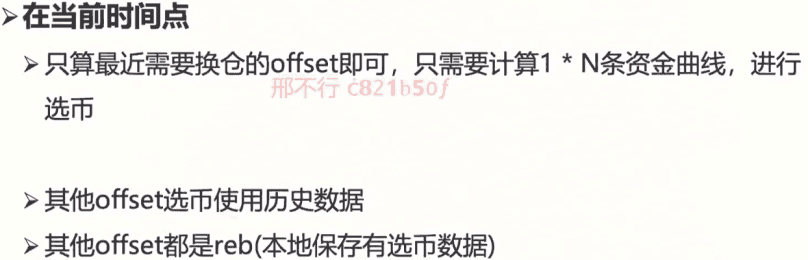 ➢在当前时间点
➢只算最近需要换仓的offset即可，只需要计算1 * N条资金曲线，进行
邢不行 c821b50f
选币
➢其他offset选币使用历史数据
➢其他offset都是reb(本地保存有选币数据)